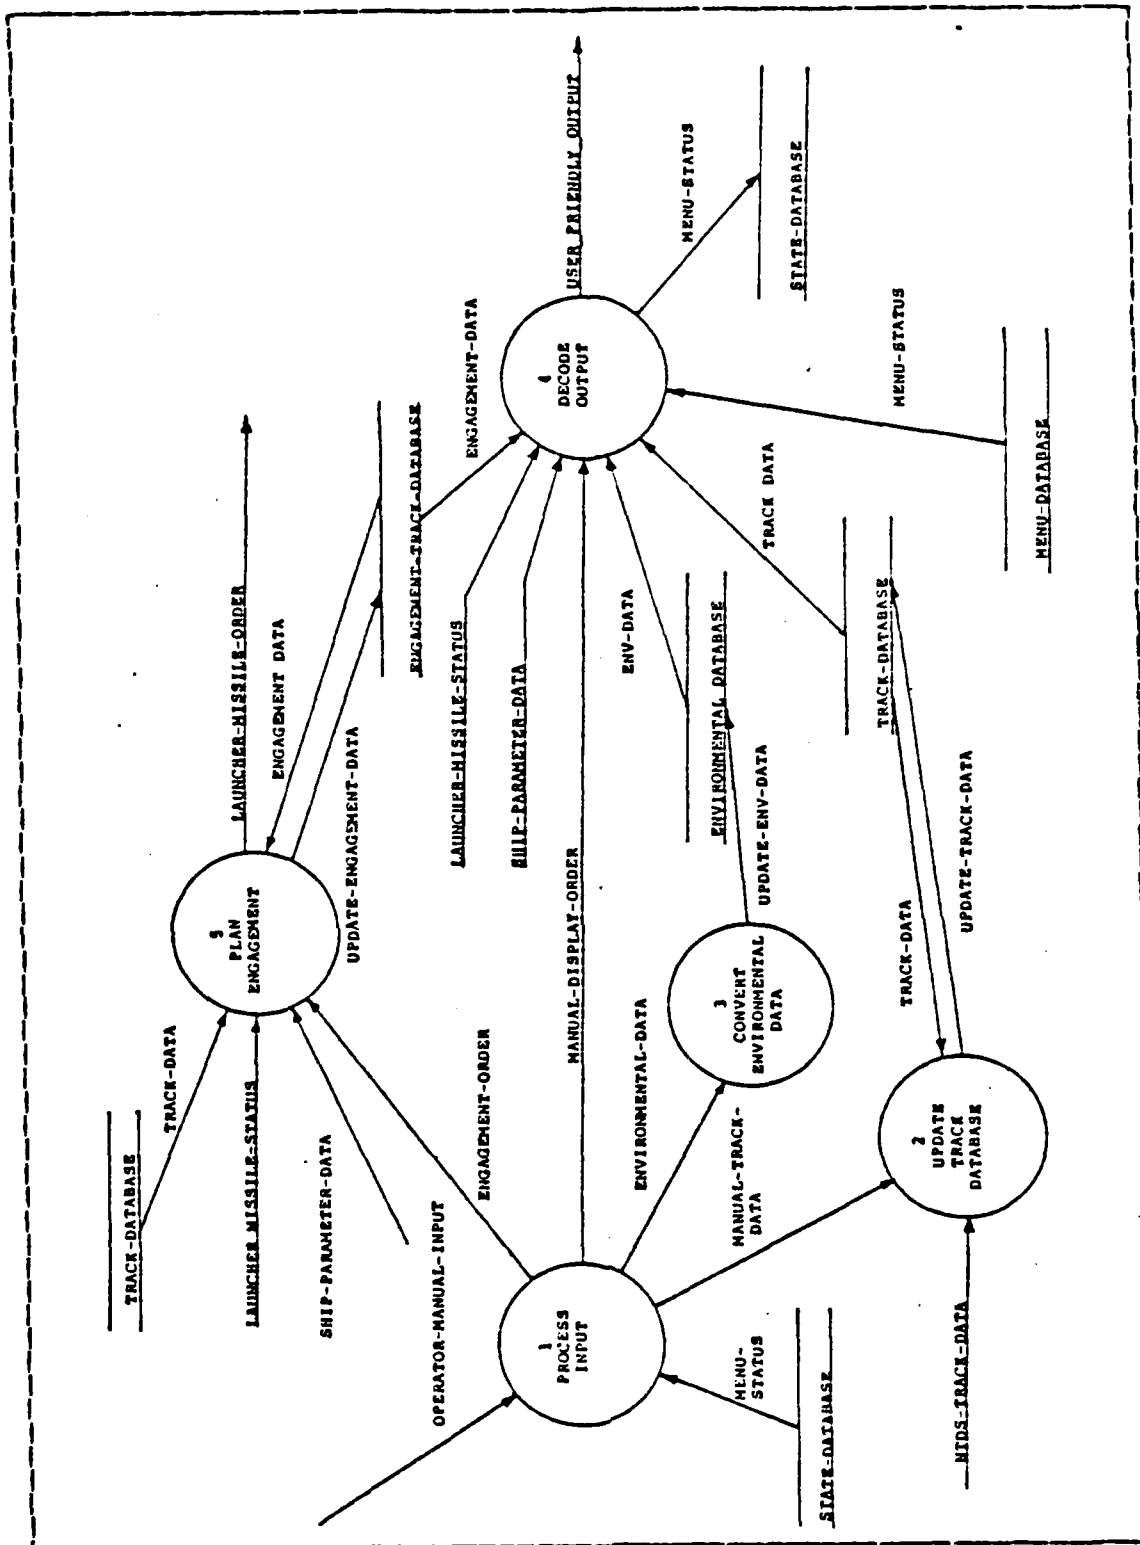 TRACK-DATABASE
TRACK-DATA
LAUNCHER MISSILE-STATUS
SHIP-PARAMETER-DATA
OPERATOR-MANUAL-INPUT
5
PLAN
ENGAGEMENT
LAUNCHER-MISSILE-ORDER
ENGAGEMENT DATA
UPDATE-ENGAGEMENT-DATA
ENGAGEMENT-TRACK-DATABASE
ENGAGEMENT-DATA
ENGAGEMENT-ORDER
LAUNCHER-MISSILE-STATUS
SHIP-PARAMETER-DATA
1
PROCESS
INPUT
MANUAL-DISPLAY-ORDER
4
DECODE
OUTPUT
USER FRIENDLY OUTPUT
ENVIRONMENTAL-DATA
ENV-DATA
MENU-STATUS
MENU-
STATUS
MANUAL-TRACK-
DATA
3
CONVERT
ENVIRONMENTAL
DATA
UPDATE-ENV-DATA
ENVIRONMENTAL DATABASE
TRACK DATA
STATE-DATABASE
STATE-DATABASE
TRACK-DATA
TRACK-DATABASE
MENU-STATUS
2
UPDATE
TRACK
DATABASE
UPDATE-TRACK-DATA
NTDS-TRACK-DATA
MENU-DATABASE